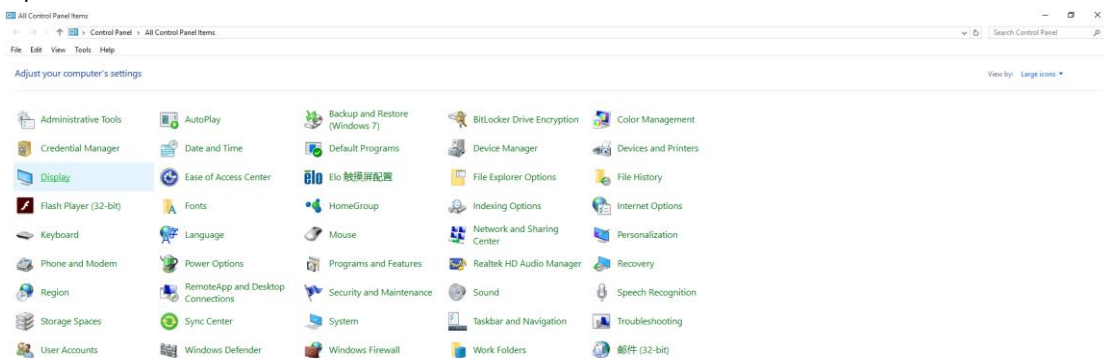 All Control Panel Items
Control Panel > All Control Panel Items
Search Control Panel
File Edit View Tools Help
Adjust your computer's settings
View by: Large icons
Administrative Tools
AutoPlay
Backup and Restore
(Windows 7)
BitLocker Drive Encryption
Color Management
Credential Manager
Date and Time
Default Programs
Device Manager
Devices and Printers
Display
Ease of Access Center
elo
Elo 触摸屏配置
File Explorer Options
File History
Flash Player (32-bit)
Fonts
HomeGroup
Indexing Options
Internet Options
Keyboard
Language
Mouse
Network and Sharing
Center
Personalization
Phone and Modem
Power Options
Programs and Features
Realtek HD Audio Manager
Recovery
Region
RemoteApp and Desktop
Connections
Security and Maintenance
Sound
Speech Recognition
Storage Spaces
Sync Center
System
Taskbar and Navigation
Troubleshooting
User Accounts
Windows Defender
Windows Firewall
Work Folders
邮件 (32-bit)